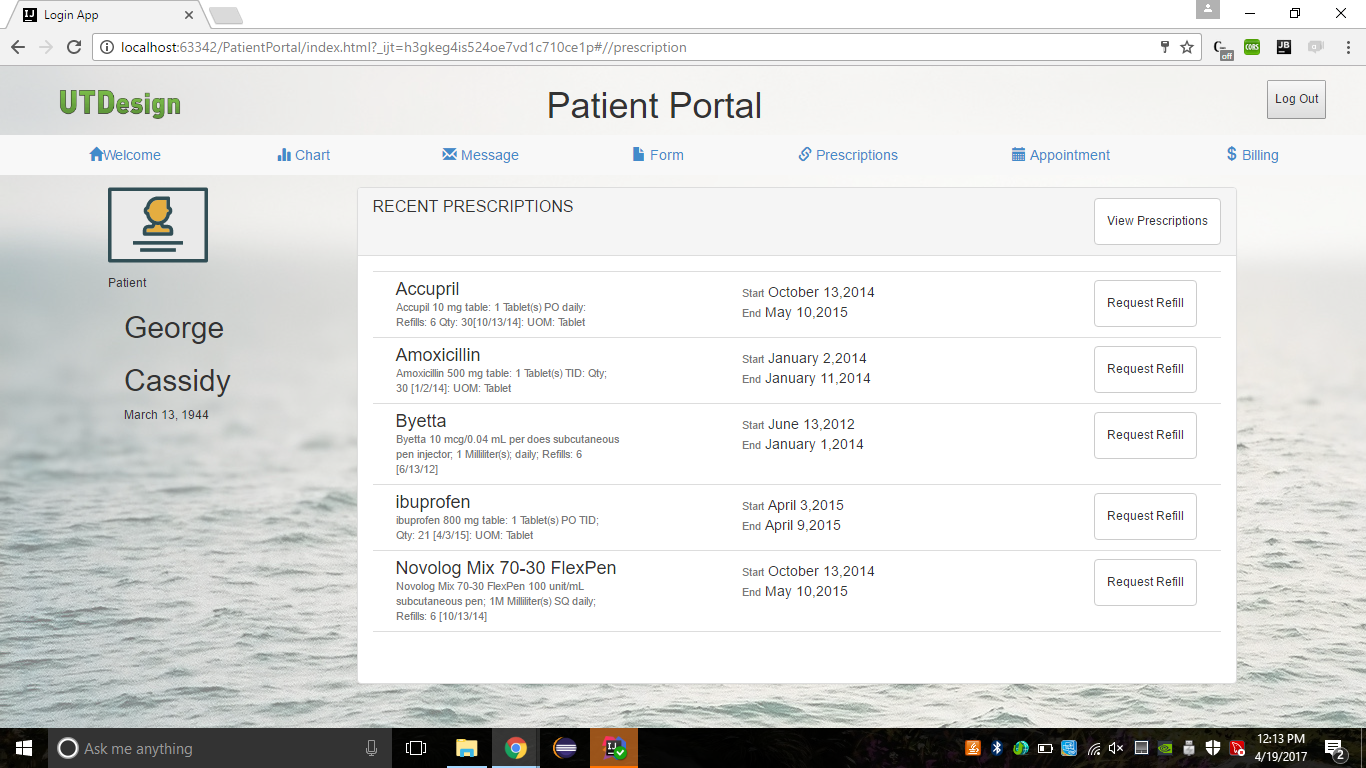 Login App
localhost:63342/PatientPortal/index.html?_ijt=h3gkeg4is524oe7vd1c710ce1p#//prescription
off
CORS
JB
UTDesign
Patient Portal
Log Out
Welcome
Chart
Message
Form
Prescriptions
Appointment
$ Billing
Patient
George
Cassidy
March 13, 1944
RECENT PRESCRIPTIONS
View Prescriptions
Accupril
Accupil 10 mg table: 1 Tablet(s) PO daily:
Refills: 6 Qty: 30[10/13/14]: UOM: Tablet
Start October 13,2014
End May 10,2015
Request Refill
Amoxicillin
Amoxicillin 500 mg table: 1 Tablet(s) TID: Qty;
30 [1/2/14]: UOM: Tablet
Start January 2,2014
End January 11,2014
Request Refill
Byetta
Byetta 10 mcg/0.04 mL per does subcutaneous
pen injector; 1 Milliliter(s); daily; Refills: 6
[6/13/12]
Start June 13,2012
End January 1,2014
Request Refill
ibuprofen
ibuprofen 800 mg table: 1 Tablet(s) PO TID;
Qty: 21 [4/3/15]: UOM: Tablet
Start April 3,2015
End April 9,2015
Request Refill
Novolog Mix 70-30 FlexPen
Novolog Mix 70-30 FlexPen 100 unit/mL
subcutaneous pen; 1M Milliliter(s) SQ daily;
Refills: 6 [10/13/14]
Start October 13,2014
End May 10,2015
Request Refill
Ask me anything
12:13 PM
4/19/2017
2